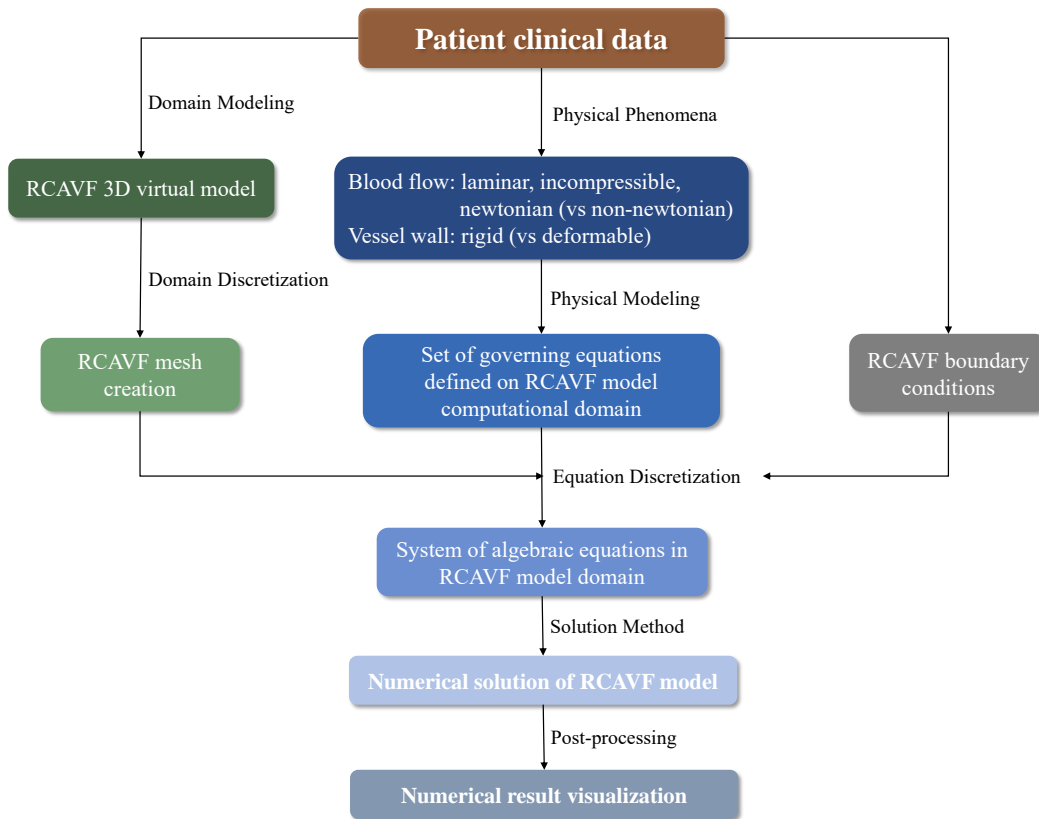 Patient clinical data
Domain Modeling
Physical Phenomena
RCAVF 3D virtual model
Blood flow: laminar, incompressible,
newtonian (vs non-newtonian)
Vessel wall: rigid (vs deformable)
Domain Discretization
Physical Modeling
RCAVF mesh
creation
Set of governing equations
defined on RCAVF model
computational domain
RCAVF boundary
conditions
Equation Discretization
System of algebraic equations in
RCAVF model domain
Solution Method
Numerical solution of RCAVF model
Post-processing
Numerical result visualization